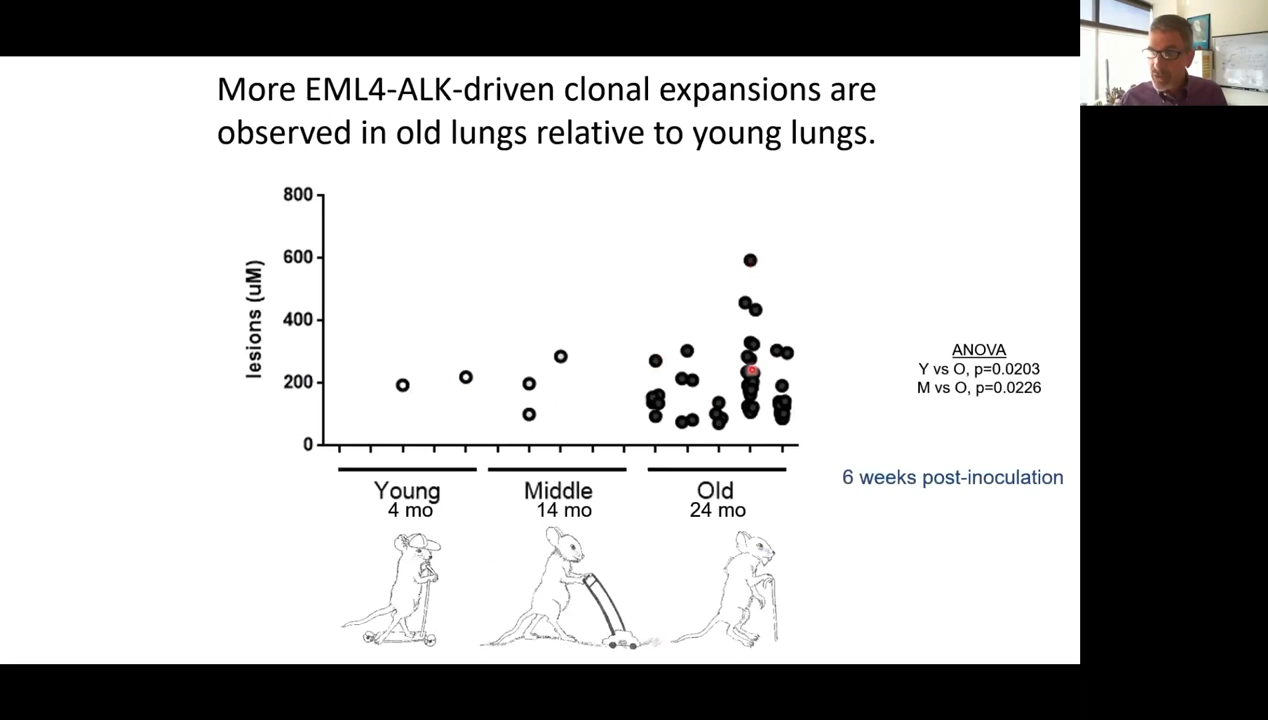 More EML4-ALK-driven clonal expansions are
observed in old lungs relative to young lungs.
800
600
400
200
0
lesions (uM)
ANOVA
Y vs O, p=0.0203
M vs O, p=0.0226
6 weeks post-inoculation
Young
4 mo
Middle
14 mo
Old
24 mo